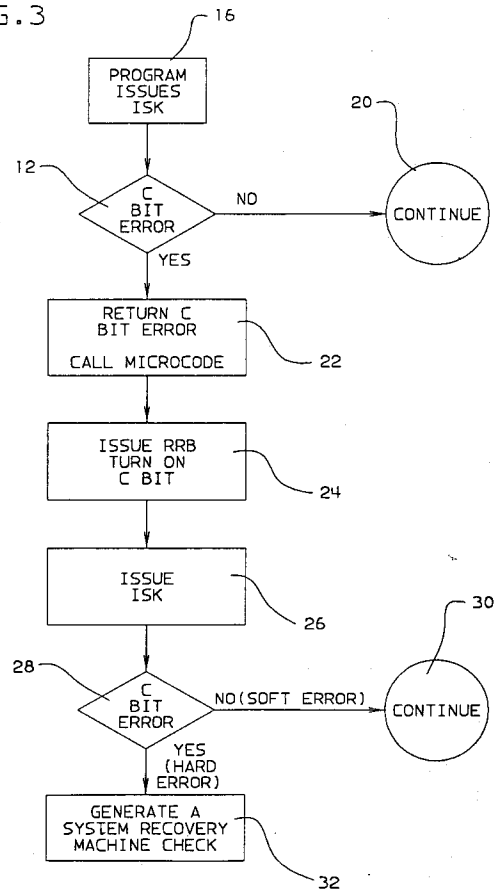 G.3
16
PROGRAM
ISSUES
ISK
20
12
C
BIT
ERROR
NO
CONTINUE
YES
RETURN C
BIT ERROR
CALL MICROCODE
22
ISSUE RRB
TURN ON
C BIT
24
ISSUE
ISK
26
30
28
C
BIT
ERROR
NO(SOFT ERROR)
CONTINUE
YES
(HARD
ERROR)
GENERATE A
SYSTEM RECOVERY
MACHINE CHECK
32